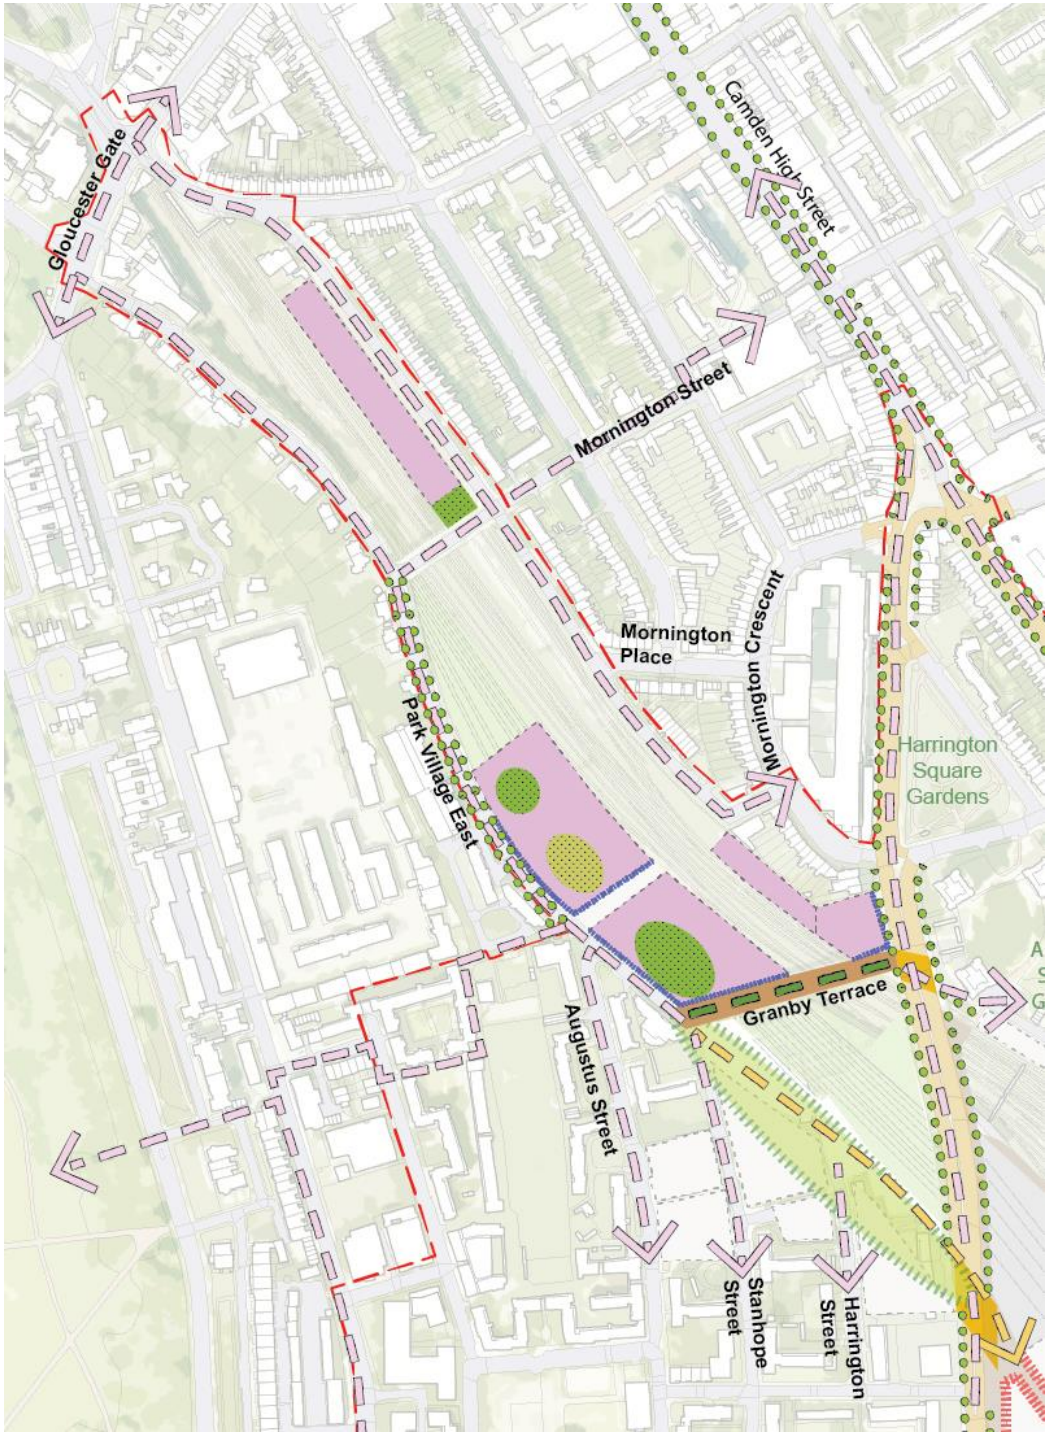 Camden High Street
Gloucester Gate
Mornington Street
Mornington
Place
Mornington Crescent
Harrington
Square
Gardens
Park Village East
A
S
G
Granby Terrace
Augustus Street
Stanhope
Street
Harrington
Street